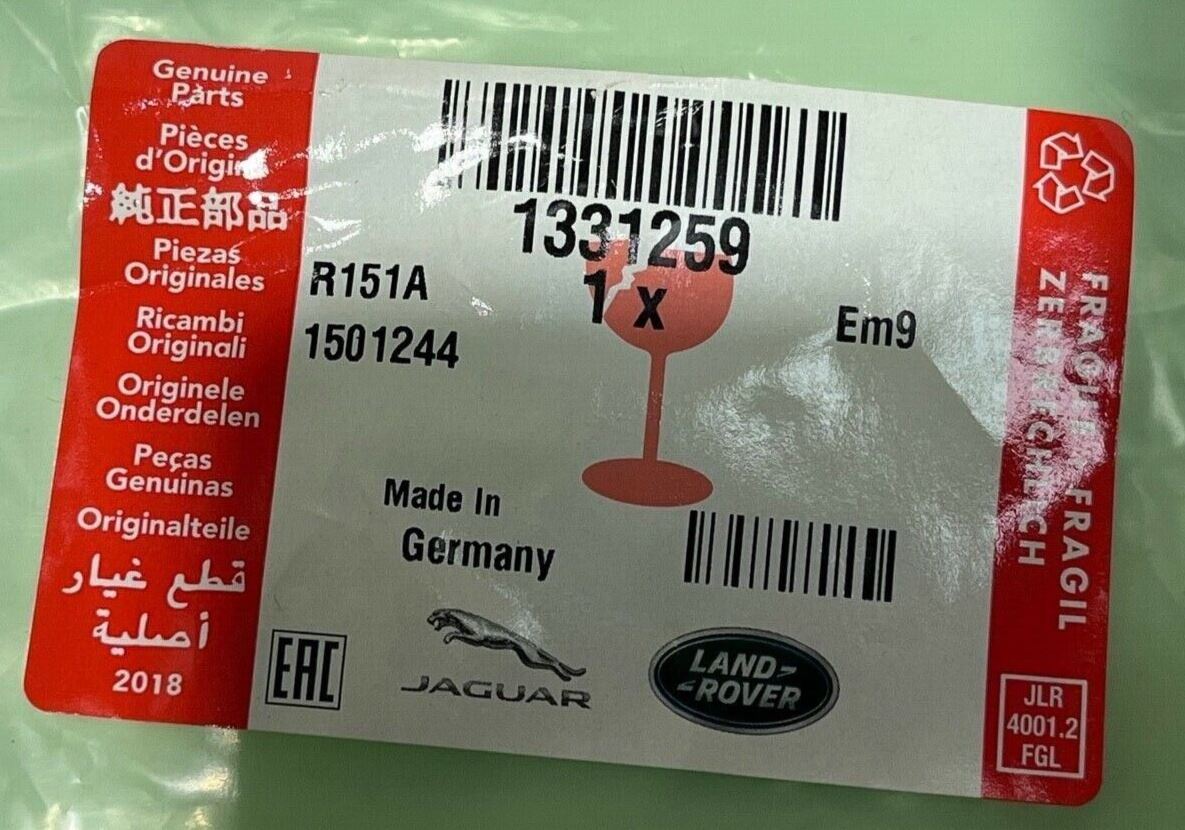 Genuine
Parts
Pièces
d'Origine
純正部品
Piezas
Originales
Ricambi
Originali
Originele
Onderdelen
Peças
Genuinas
Originalteile
قطع غيار
أصلية
2018
1331259
1 x
R151A
1501244
Em9
Made In
Germany
EAC
JAGUAR
LAND
ROVER
FRAGILE FRAGIL
ZERBRECHLICH
JLR
4001.2
FGL